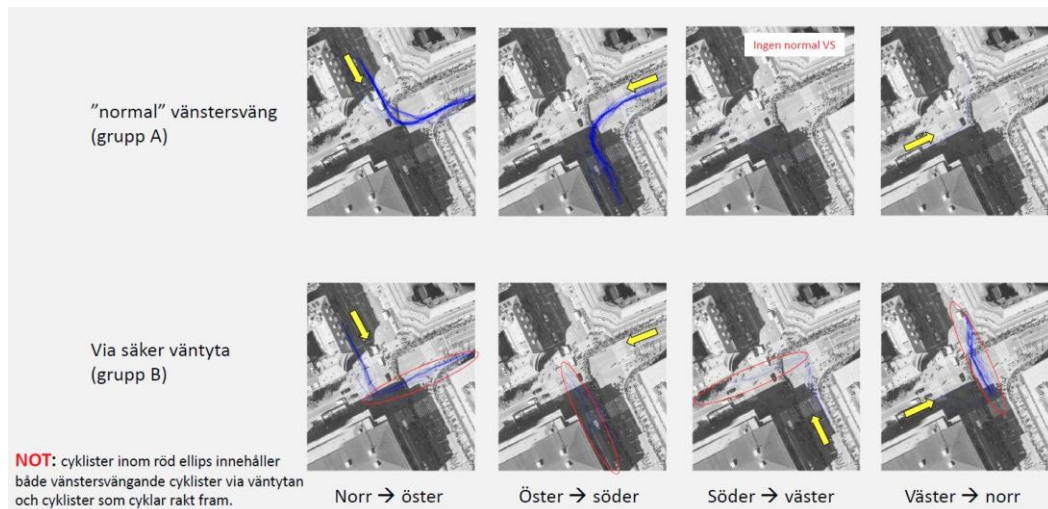 Ingen normal VS
”normal” vänstersväng
(grupp A)
Via säker väntyta
(grupp B)
NOT: cyklister inom röd ellips innehåller
både vänstersvängande cyklister via väntytan
och cyklister som cyklar rakt fram.
Norr → öster
Öster → söder
Söder → väster
Väster → norr